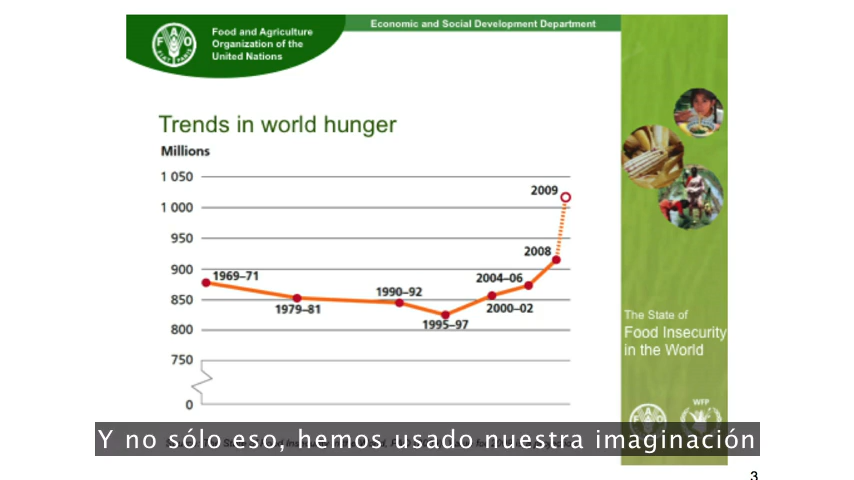 Food and Agriculture
Organization of the
United Nations
Economic and Social Development Department
Trends in world hunger
Millions
1 050
1 000
950
900
850
800
750
0
1969–71
1979–81
1990–92
1995–97
2000–02
2004–06
2008
2009
The State of
Food Insecurity
in the World
WFP
Y no sólo eso, hemos usado nuestra imaginación
3